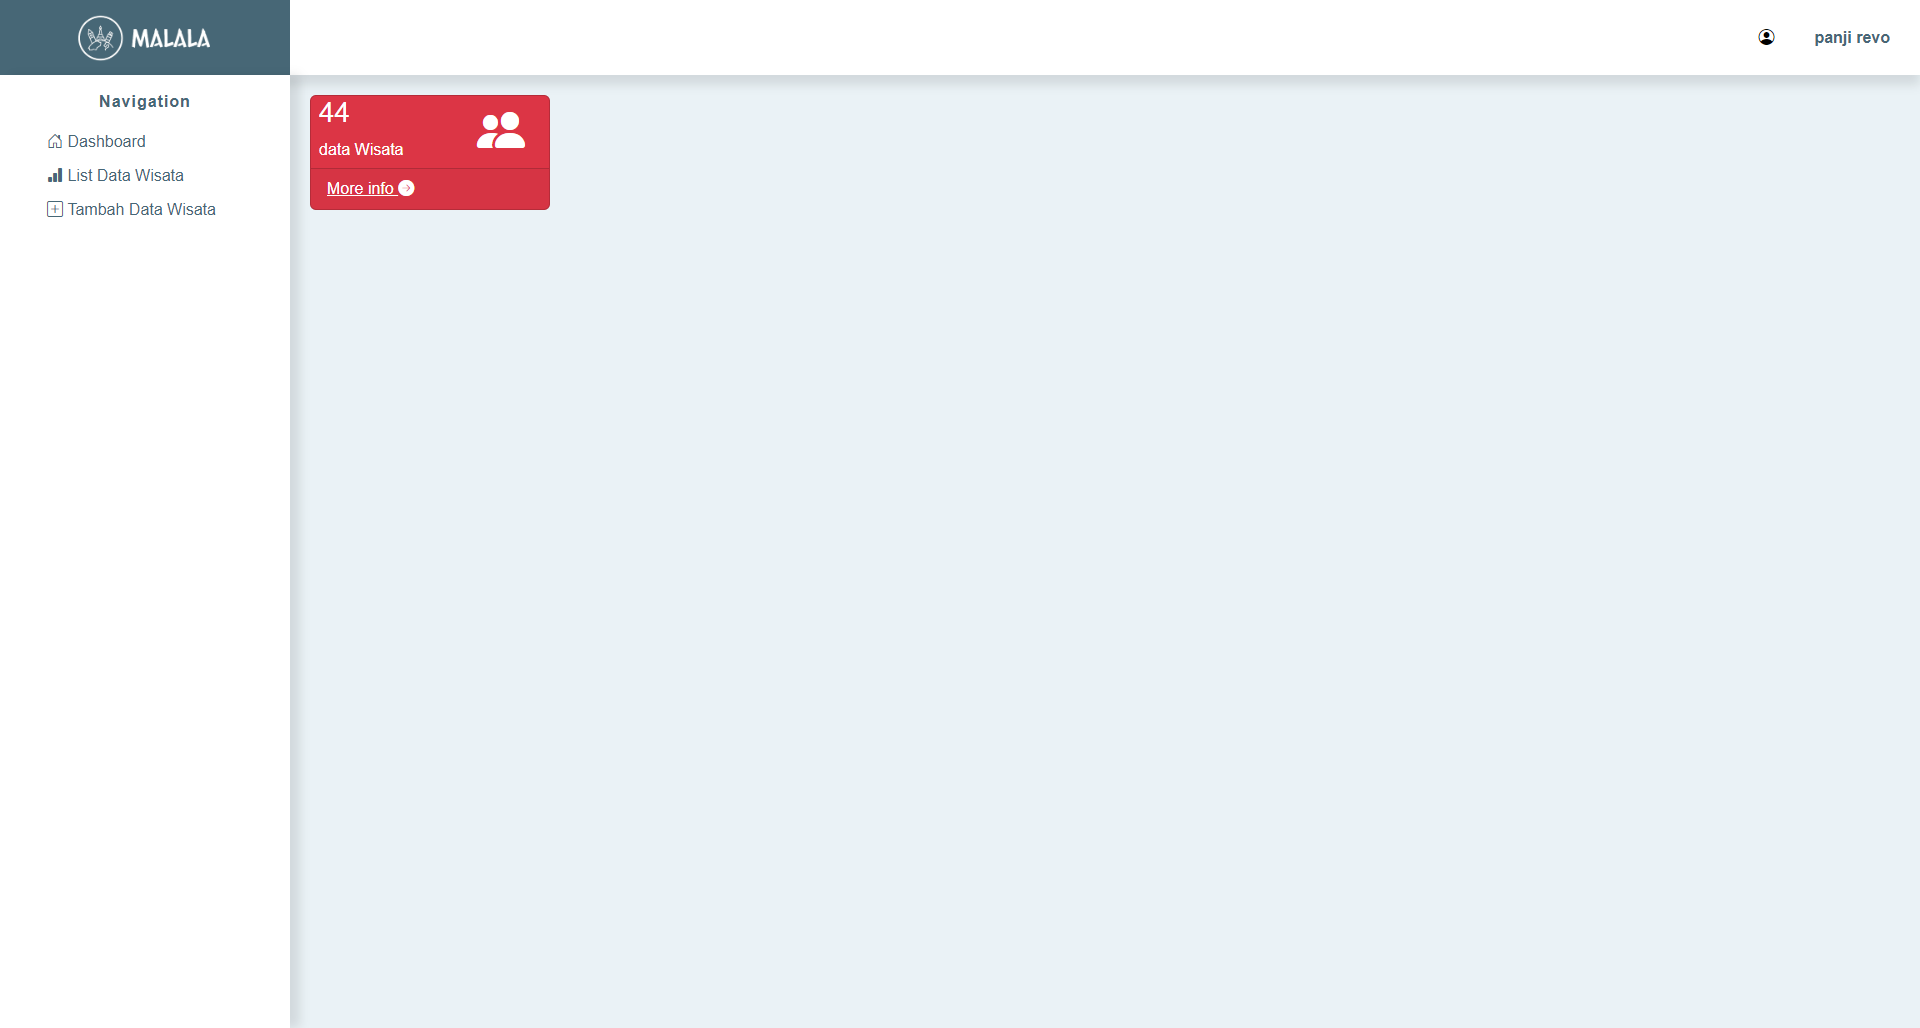 MALALA
panji revo
Navigation
Dashboard
List Data Wisata
Tambah Data Wisata
44
data Wisata
More info